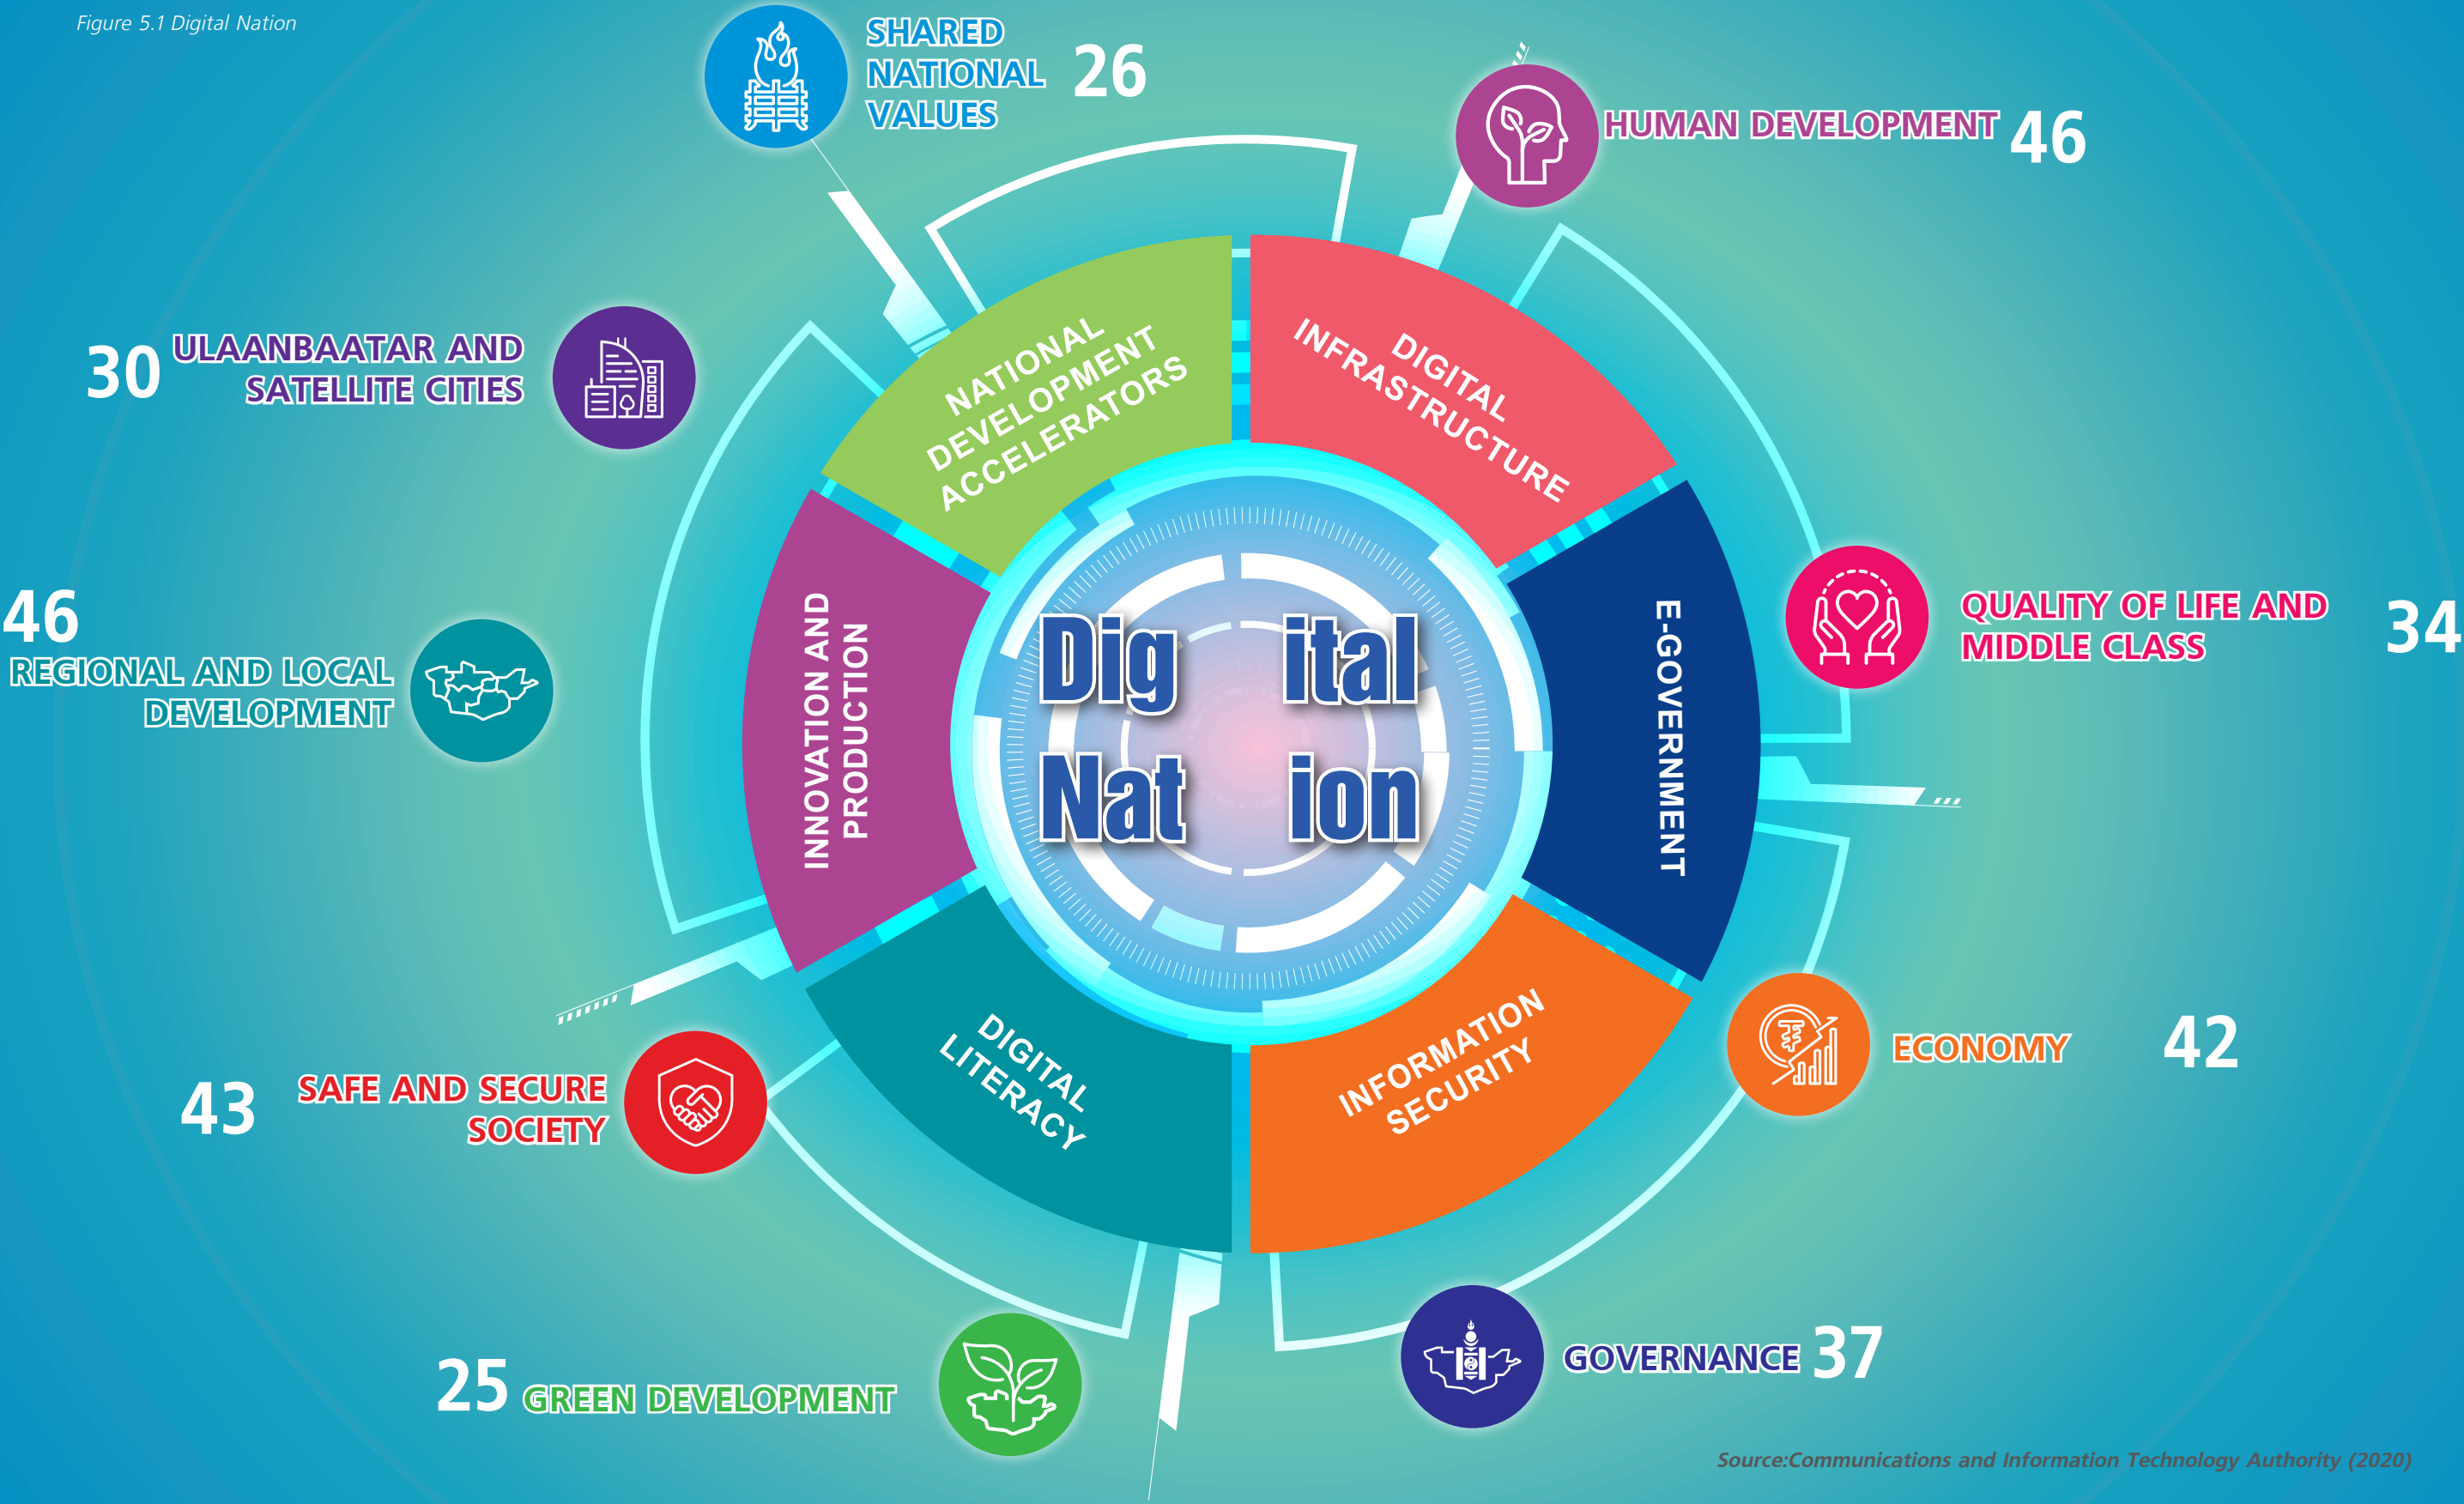 Figure 5.1 Digital Nation
SHARED
NATIONAL
VALUES
26
HUMAN DEVELOPMENT
46
30
ULAANBAATAR AND
SATELLITE CITIES
NATIONAL
DEVELOPMENT
ACCELERATORS
DIGITAL
INFRASTRUCTURE
46
REGIONAL AND LOCAL
DEVELOPMENT
INNOVATION AND
PRODUCTION
Dig ital
Nat ion
E-GOVERNMENT
QUALITY OF LIFE AND
MIDDLE CLASS
34
43
SAFE AND SECURE
SOCIETY
DIGITAL
LITERACY
INFORMATION
SECURITY
ECONOMY
42
25
GREEN DEVELOPMENT
GOVERNANCE
37
Source:Communications and Information Technology Authority (2020)